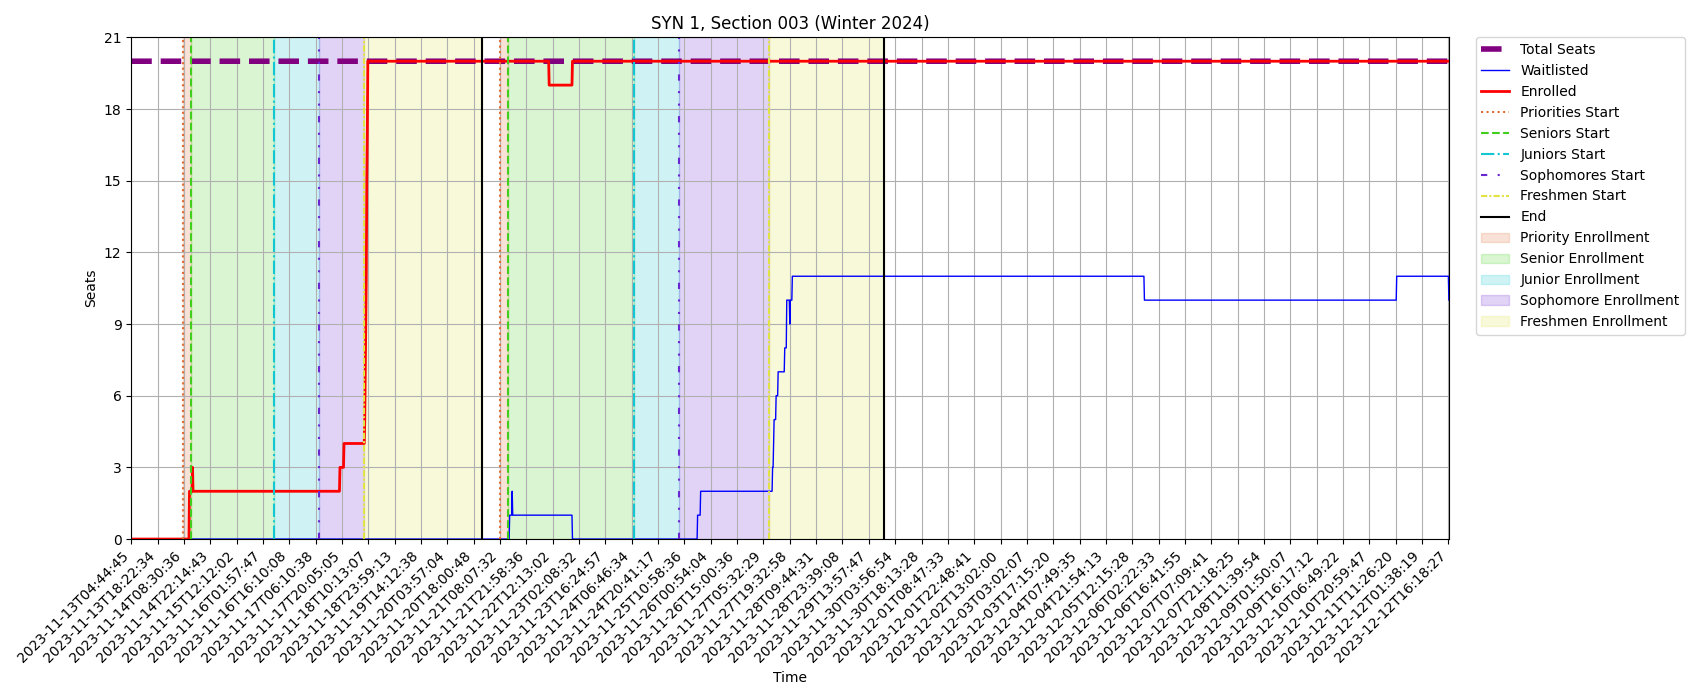 SYN 1, Section 003 (Winter 2024)
21
18
15
12
9
6
3
0
Seats
2023-11-13T04:44:45
2023-11-13T18:22:34
2023-11-14T08:30:36
2023-11-14T22:14:43
2023-11-15T12:12:02
2023-11-16T01:57:47
2023-11-16T16:10:08
2023-11-17T06:10:38
2023-11-17T20:05:05
2023-11-18T10:13:07
2023-11-18T23:59:13
2023-11-19T14:12:38
2023-11-20T03:57:04
2023-11-20T18:00:48
2023-11-21T08:07:32
2023-11-21T21:58:36
2023-11-22T12:13:02
2023-11-23T02:08:32
2023-11-23T16:24:57
2023-11-24T06:46:34
2023-11-24T20:41:17
2023-11-25T10:58:36
2023-11-26T00:54:04
2023-11-26T15:00:36
2023-11-27T05:32:29
2023-11-27T19:32:58
2023-11-28T09:44:31
2023-11-28T23:39:08
2023-11-29T13:57:47
2023-11-30T03:56:54
2023-11-30T18:13:28
2023-12-01T08:47:33
2023-12-01T22:48:41
2023-12-02T13:02:00
2023-12-03T03:02:07
2023-12-03T17:15:20
2023-12-04T07:49:35
2023-12-04T21:54:13
2023-12-05T12:15:28
2023-12-06T02:22:33
2023-12-06T16:41:55
2023-12-07T07:09:41
2023-12-07T21:18:25
2023-12-08T11:39:54
2023-12-09T01:50:07
2023-12-09T16:17:12
2023-12-10T06:49:22
2023-12-10T20:59:47
2023-12-11T11:26:20
2023-12-12T01:38:19
2023-12-12T16:18:27
Time
Total Seats
Waitlisted
Enrolled
Priorities Start
Seniors Start
Juniors Start
Sophomores Start
Freshmen Start
End
Priority Enrollment
Senior Enrollment
Junior Enrollment
Sophomore Enrollment
Freshmen Enrollment